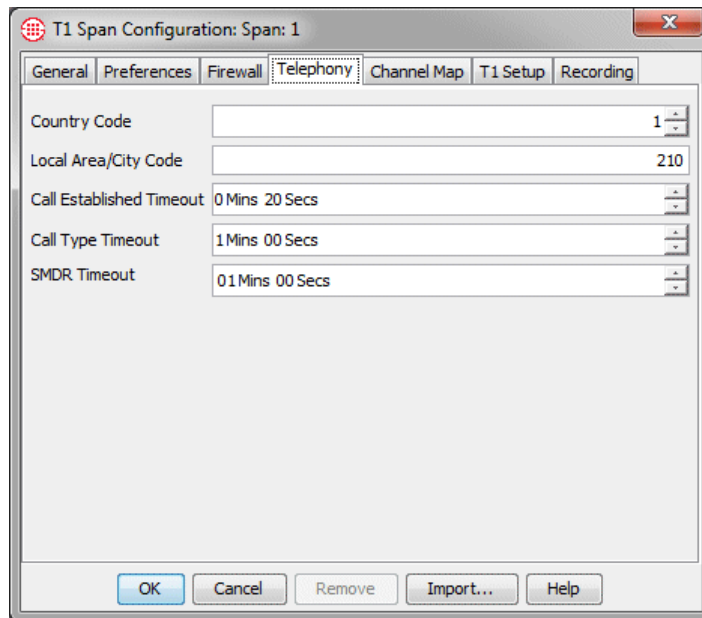 T1 Span Configuration: Span: 1
General Preferences Firewall Telephony Channel Map T1 Setup Recording
Country Code 1
Local Area/City Code 210
Call Established Timeout 0 Mins 20 Secs
Call Type Timeout 1 Mins 00 Secs
SMDR Timeout 01 Mins 00 Secs
OK Cancel Remove Import... Help